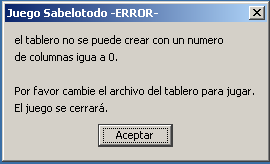 Juego Sabelotodo -ERROR-
el tablero no se puede crear con un numero
de columnas igua a 0.
Por favor cambie el archivo del tablero para jugar.
El juego se cerrará.
Aceptar